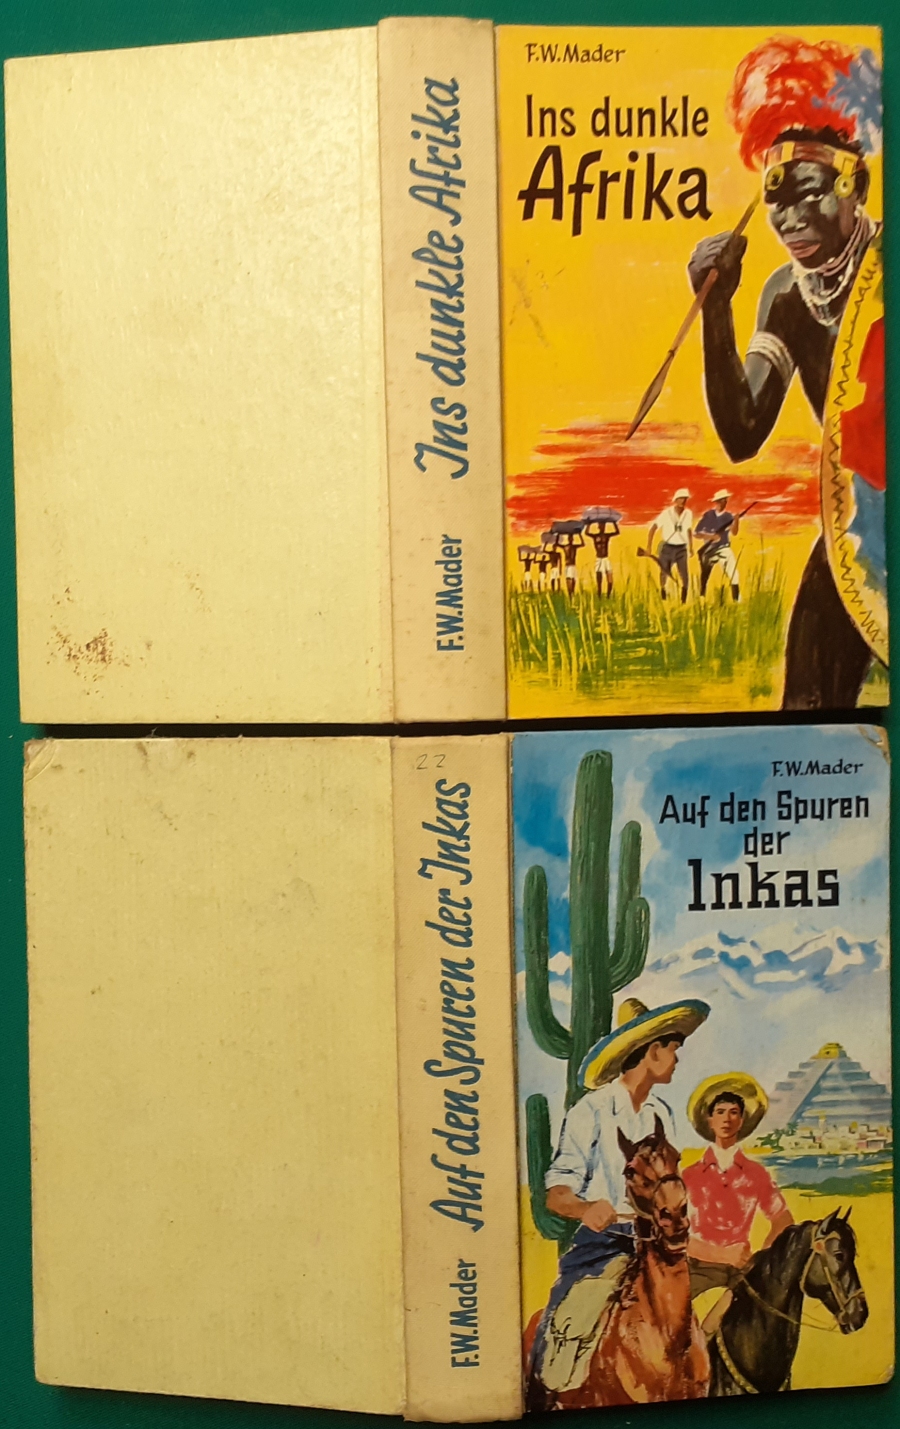 F.W.Mader
Ins dunkle
Afrika
F.W.Mader Ins dunkle Afrika
F.W.Mader
Auf den Spuren
der
Inkas
22
F.W.Mader Auf den Spuren der Inkas